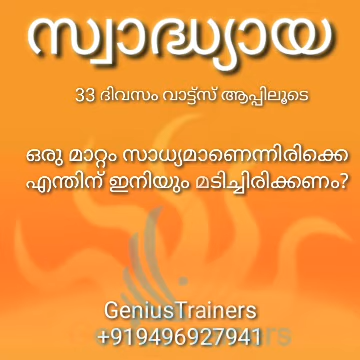 സ്വാദ്ധ്യായ
33 ദിവസം വാട്ട്സ് ആപ്പിലൂടെ
ഒരു മാറ്റം സാധ്യമാണെന്നിരിക്കെ
എന്തിന് ഇനിയും മടിച്ചിരിക്കണം?
GeniusTrainers
+919496927941